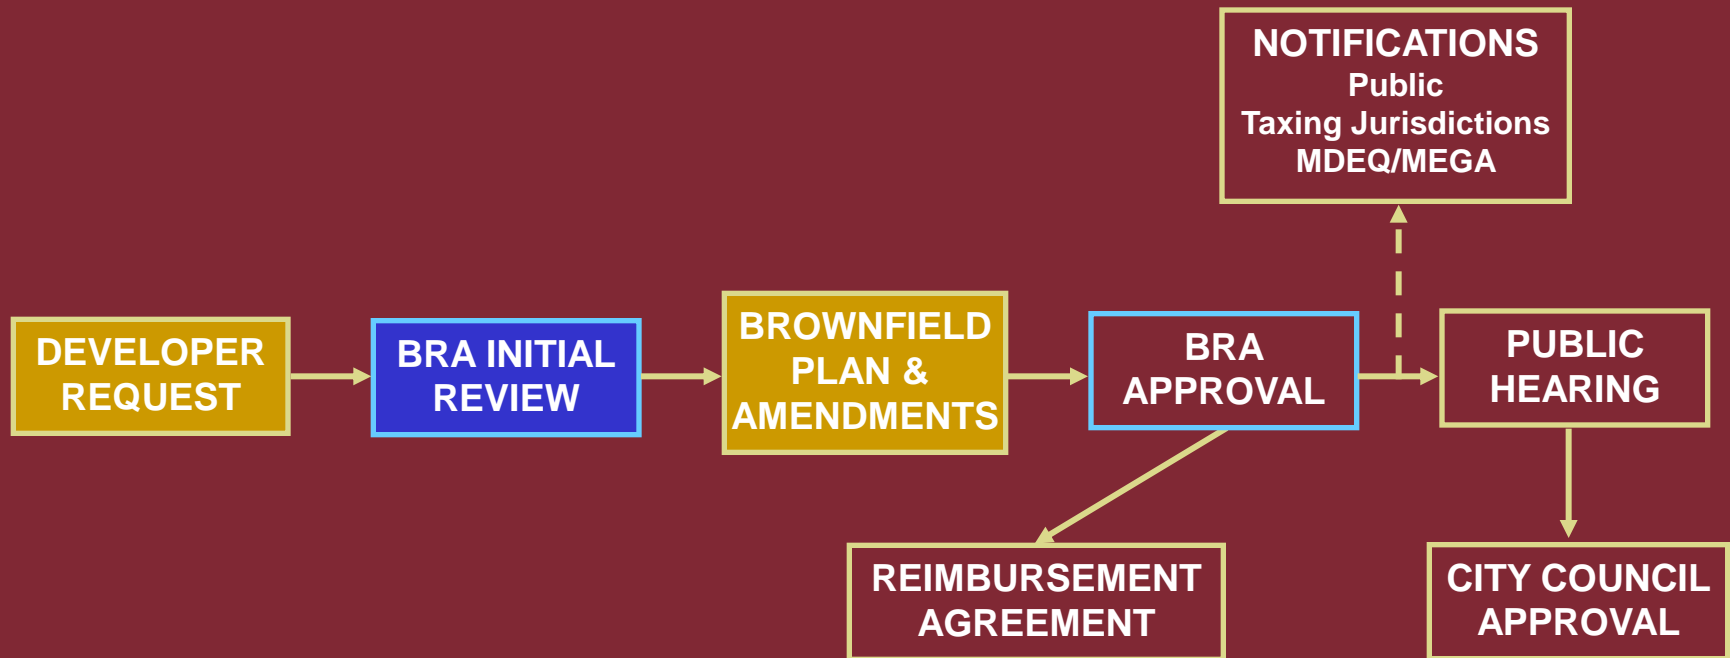 NOTIFICATIONS
Public
Taxing Jurisdictions
MDEQ/MEGA
DEVELOPER
REQUEST
BRA INITIAL
REVIEW
BROWNFIELD
PLAN &
AMENDMENTS
BRA
APPROVAL
PUBLIC
HEARING
REIMBURSEMENT
AGREEMENT
CITY COUNCIL
APPROVAL